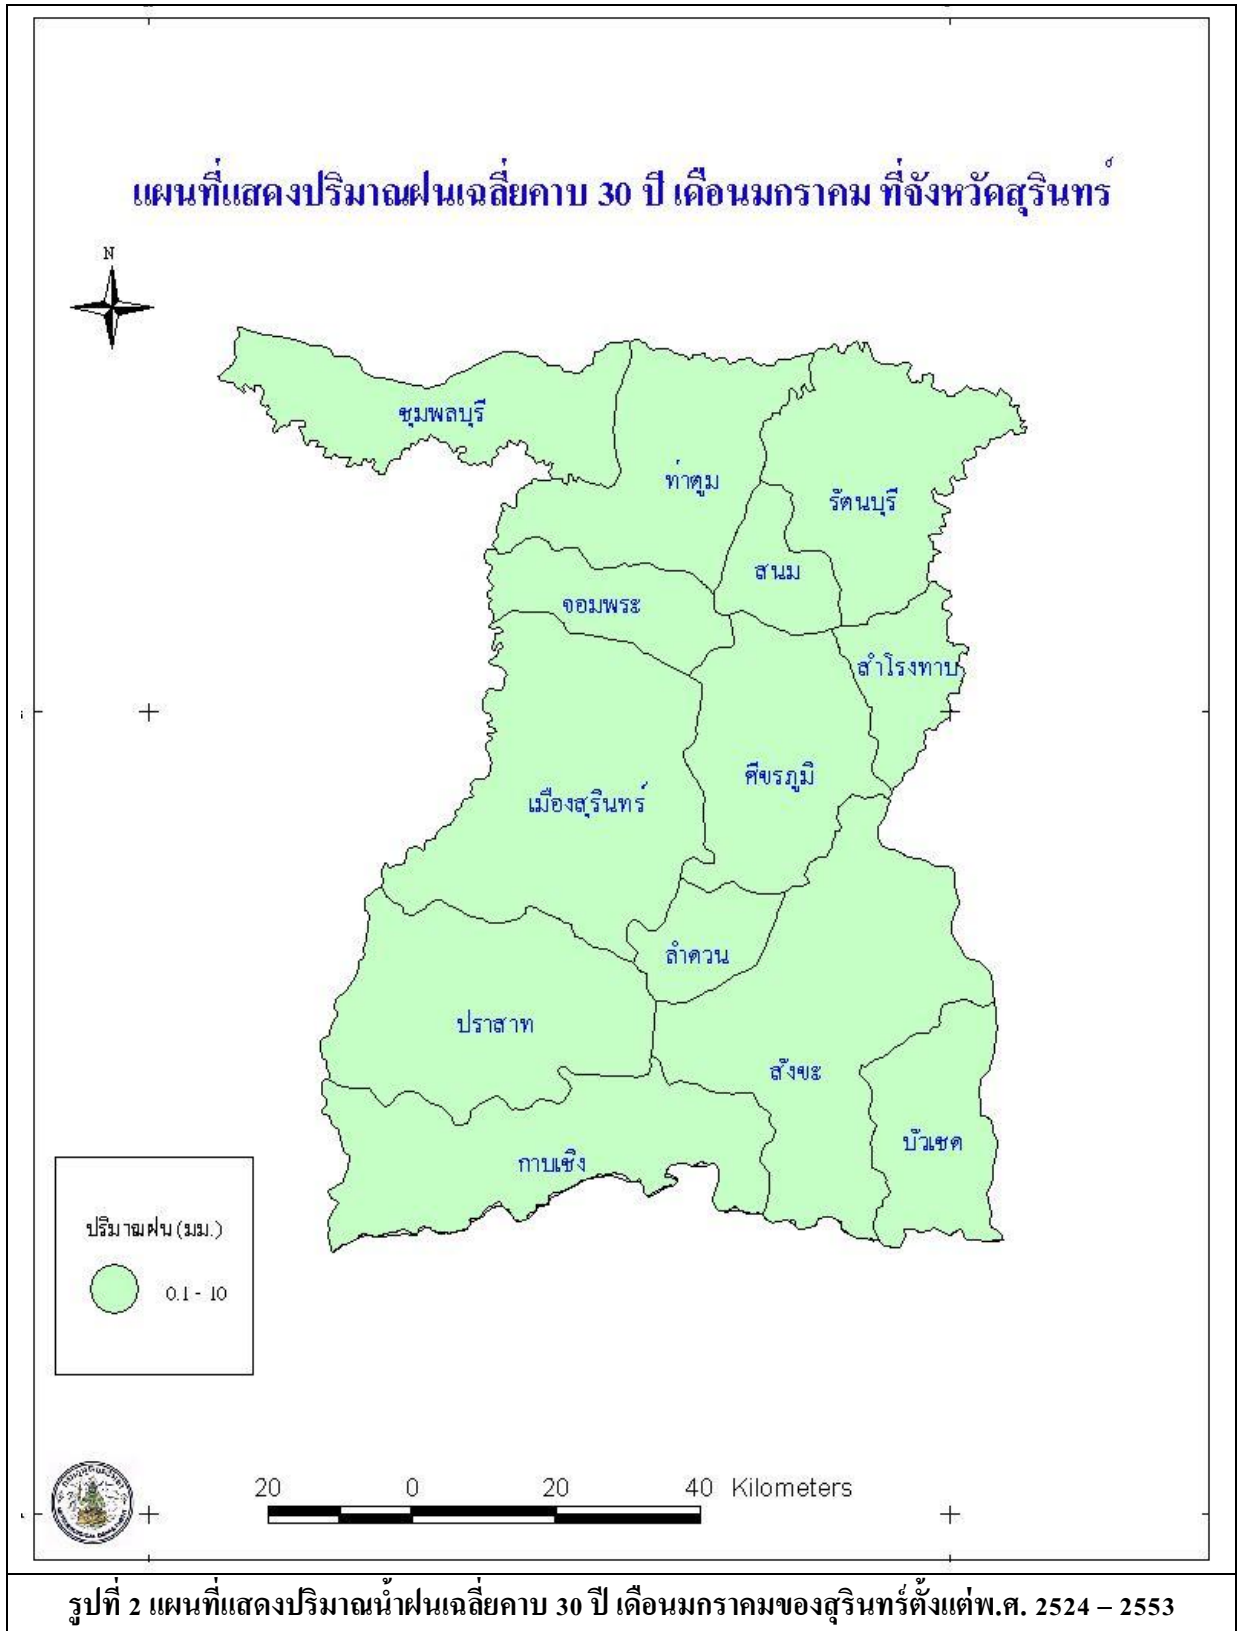 แผนที่แสดงปริมาณฝนเฉลี่ยคาบ 30 ปี เดือนมกราคม ที่จังหวัดสุรินทร์
N
ชุมพลบุรี
ท่าตูม
รัตนบุรี
สนม
จอมพระ
สำโรงทาบ
ศีขรภูมิ
เมืองสุรินทร์
ลำดวน
ปราสาท
สังขะ
บัวเชด
กาบเชิง
ปริมาณฝน (มม.)
0.1 - 10
20 0 20 40 Kilometers
รูปที่ 2 แผนที่แสดงปริมาณน้ำฝนเฉลี่ยคาบ 30 ปี เดือนมกราคมของสุรินทร์ตั้งแต่พ.ศ. 2524 – 2553